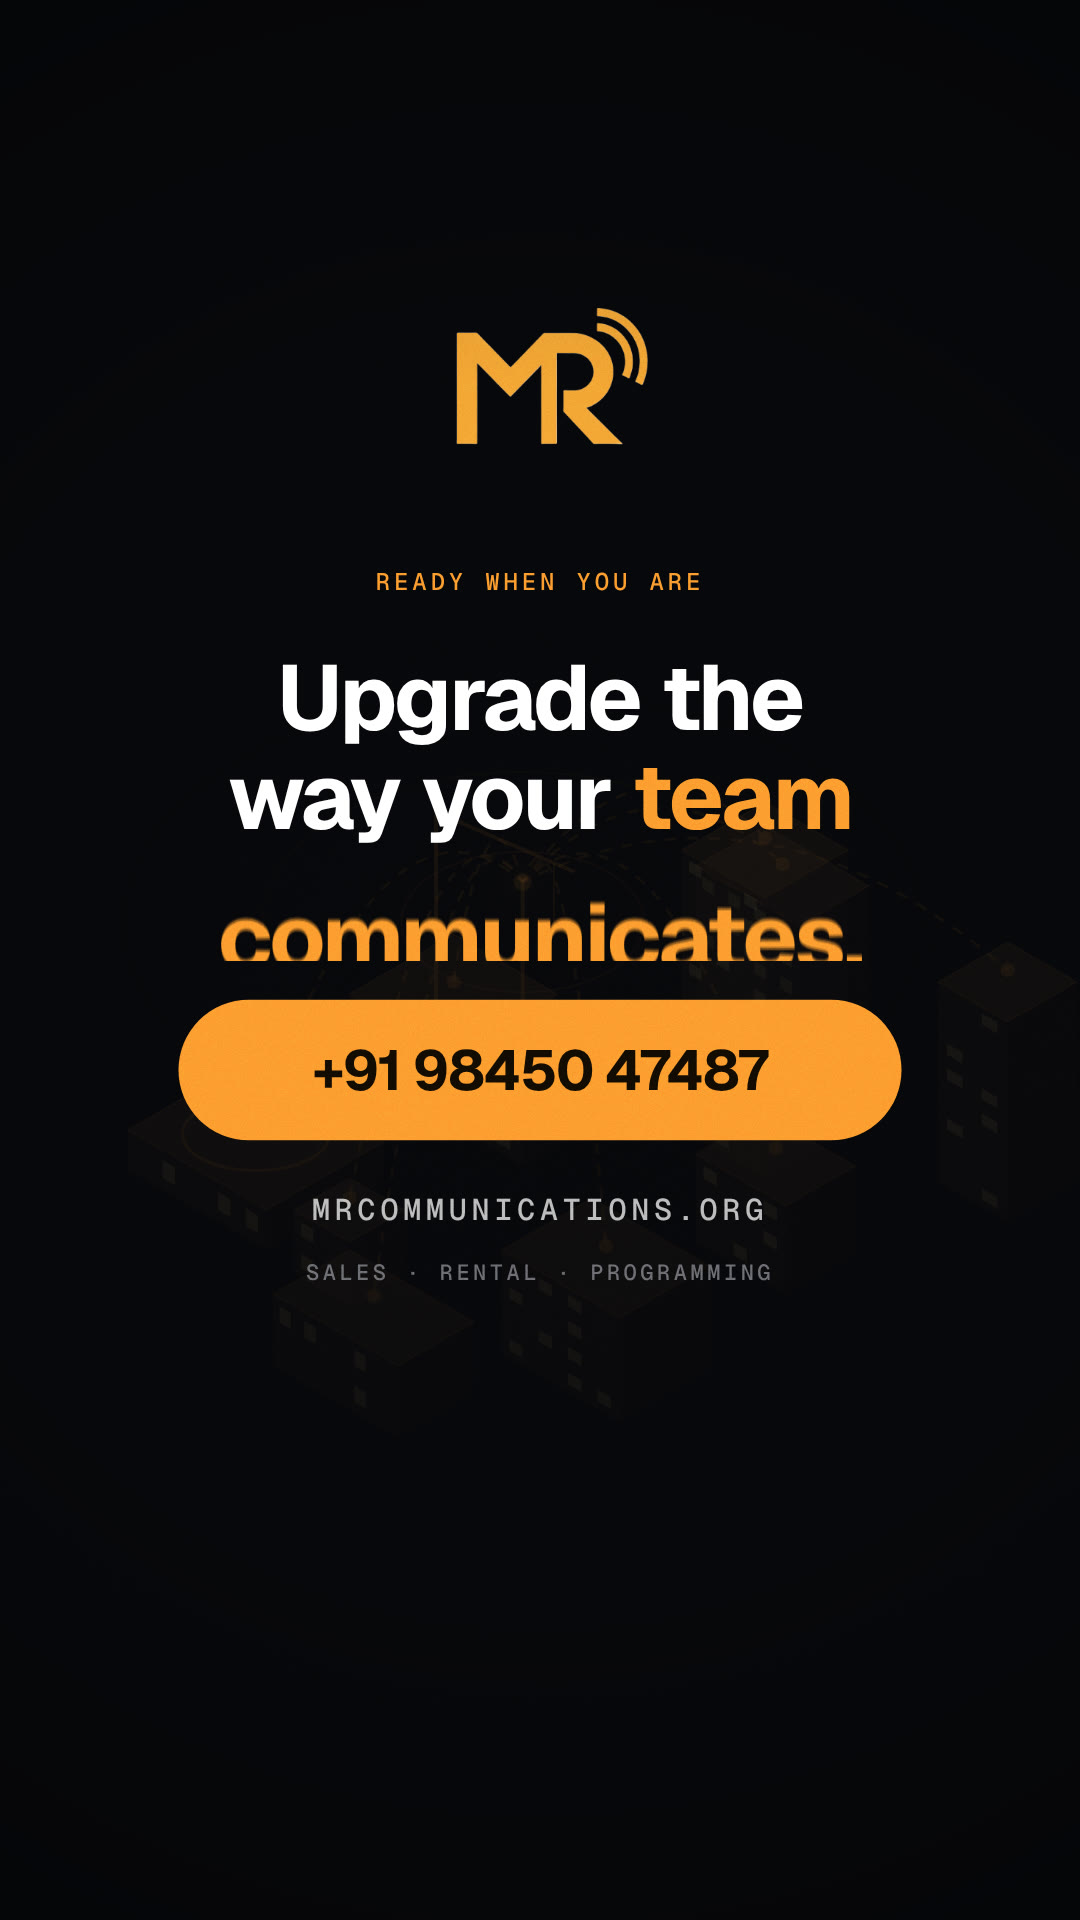 MR
READY WHEN YOU ARE
Upgrade the
way your team
communicates.
+91 98450 47487
MRCOMMUNICATIONS.ORG
SALES · RENTAL · PROGRAMMING